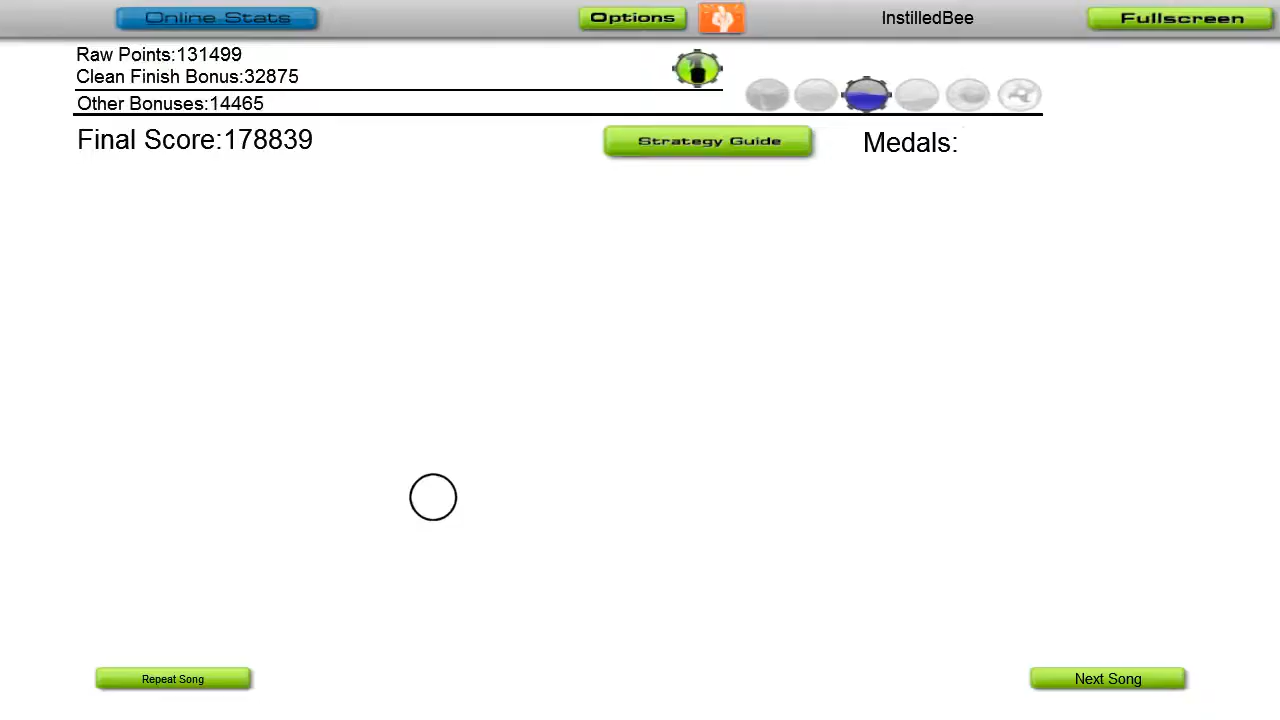 Online Stats
Options
InstilledBee
Fullscreen
Raw Points:131499
Clean Finish Bonus:32875
Other Bonuses:14465
Final Score:178839
Strategy Guide
Medals:
Repeat Song
Next Song